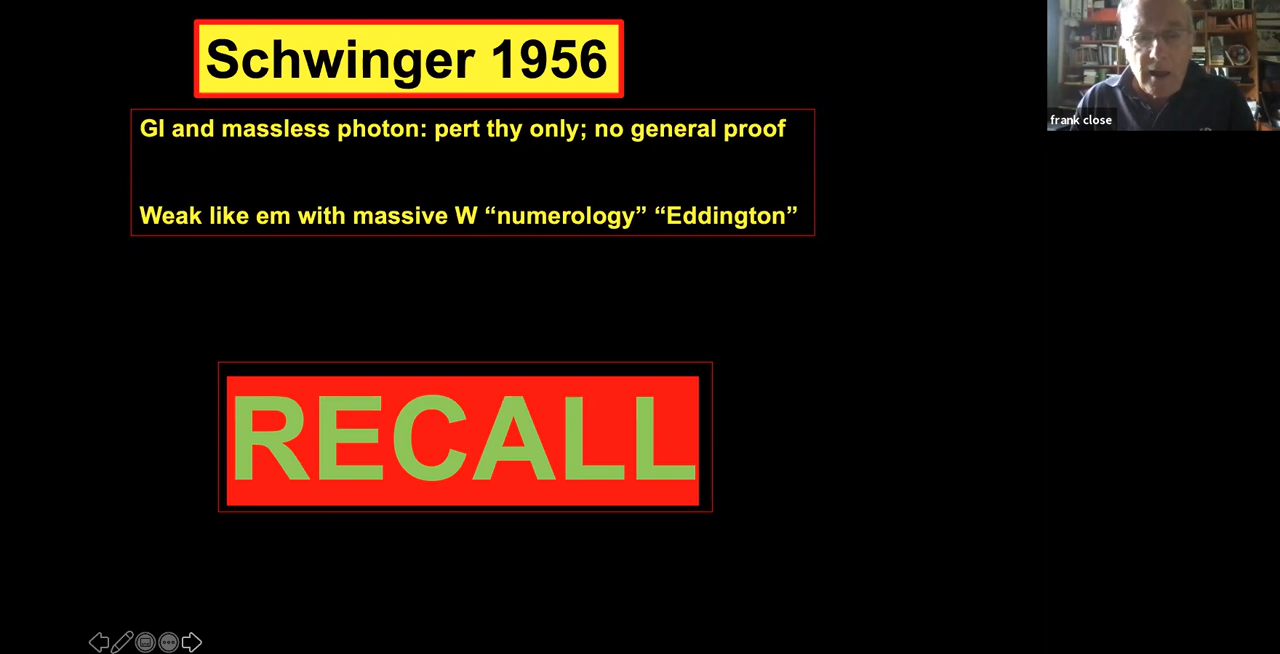 Schwinger 1956
frank close
GI and massless photon: pert thy only; no general proof
Weak like em with massive W “numerology” “Eddington”
RECALL